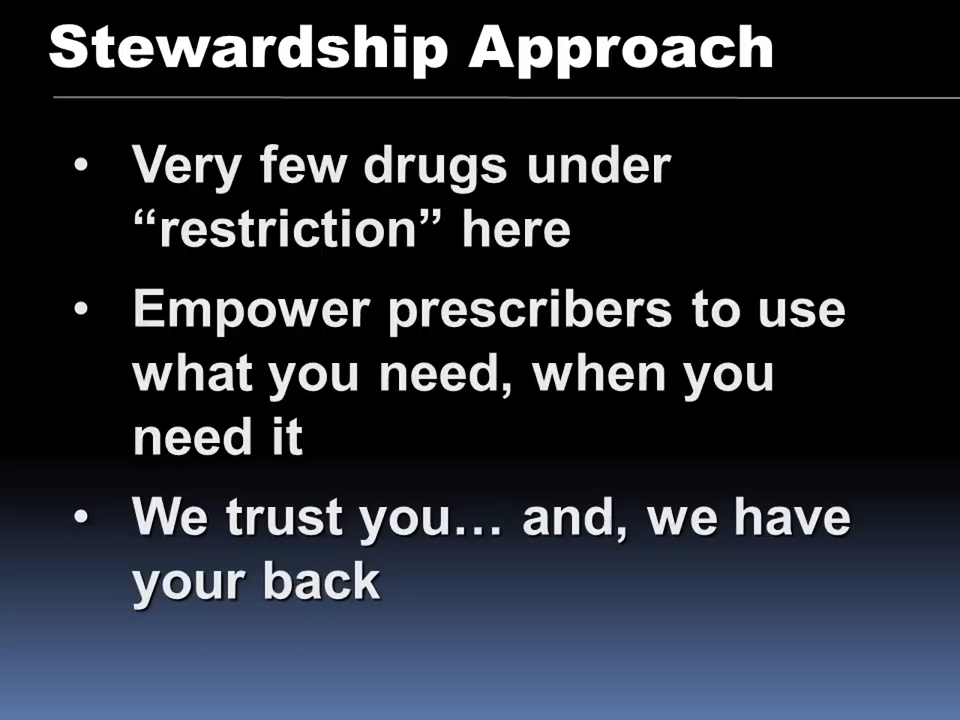 Stewardship Approach
• Very few drugs under
“restriction” here
• Empower prescribers to use
what you need, when you
need it
• We trust you… and, we have
your back